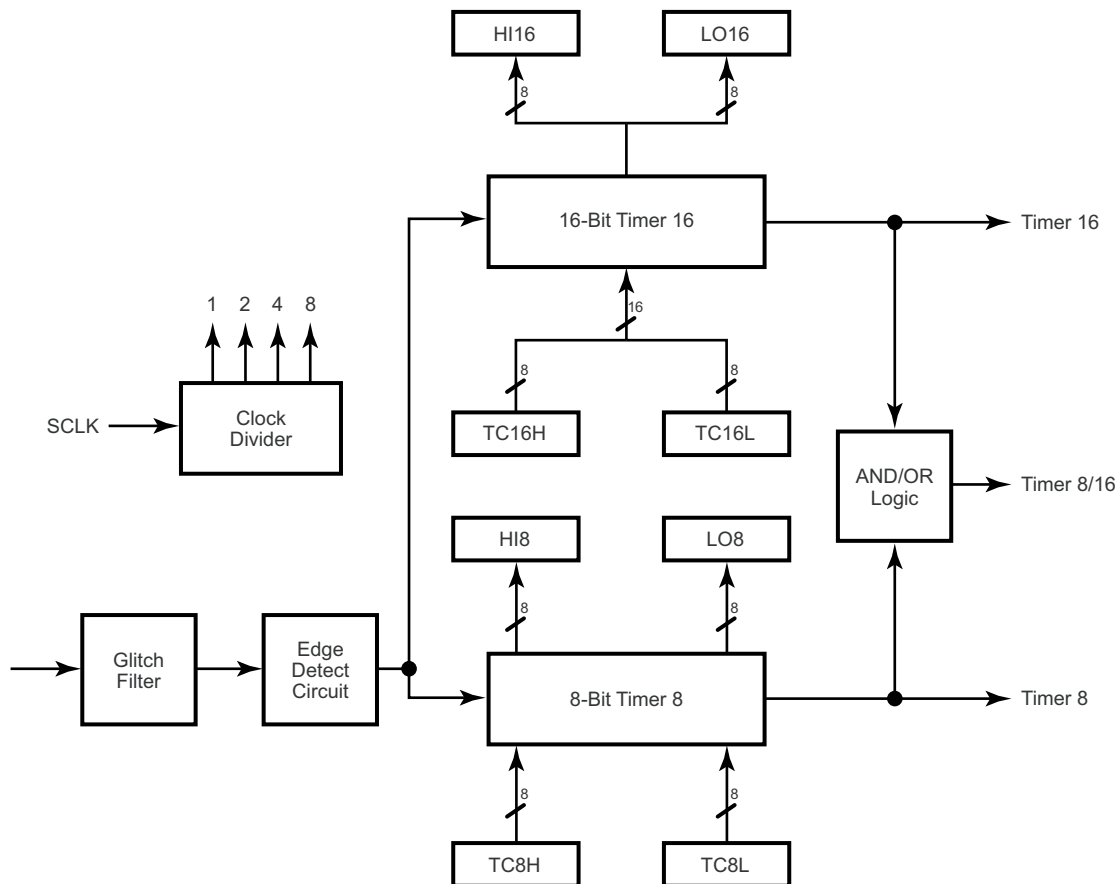 HI16
LO16
8
8
16-Bit Timer 16
Timer 16
16
1 2 4 8
8
8
SCLK
Clock
Divider
TC16H
TC16L
AND/OR
Logic
Timer 8/16
HI8
LO8
8
8
Glitch
Filter
Edge
Detect
Circuit
8-Bit Timer 8
Timer 8
8
8
TC8H
TC8L